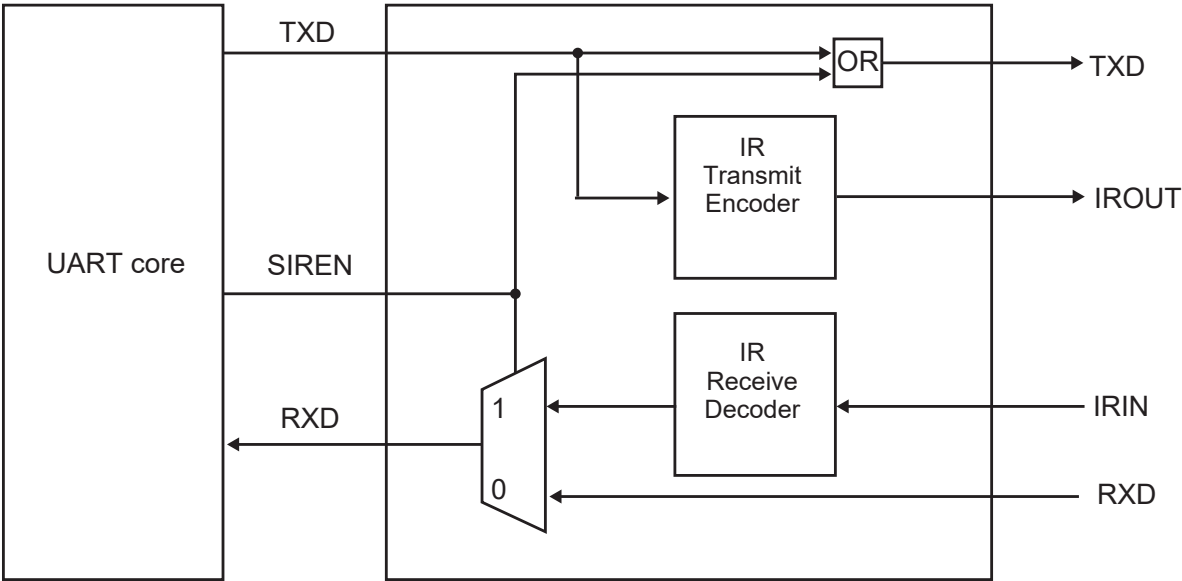 TXD
OR
TXD
IR
Transmit
Encoder
IROUT
UART core
SIREN
IR
Receive
Decoder
1
IRIN
RXD
0
RXD